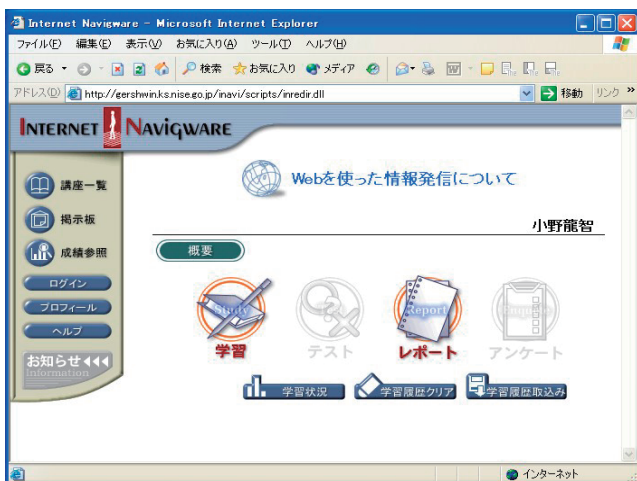 Internet Navigware - Microsoft Internet Explorer
ファイル(F) 編集(E) 表示(V) お気に入り(A) ツール(T) ヘルプ(H)
戻る 検索 お気に入り メディア
アドレス(D) http://gershwin.ks.nise.go.jp/inavi/scripts/inredir.dll 移動 リンク »
INTERNET NAVIGWARE
講座一覧
掲示板
成績参照
ログイン
プロフィール
ヘルプ
お知らせ
Information
Webを使った情報発信について
小野龍智
概要
Study
学習
テスト
Report
レポート
Enquete
アンケート
学習状況 学習履歴クリア 学習履歴取込み
インターネット